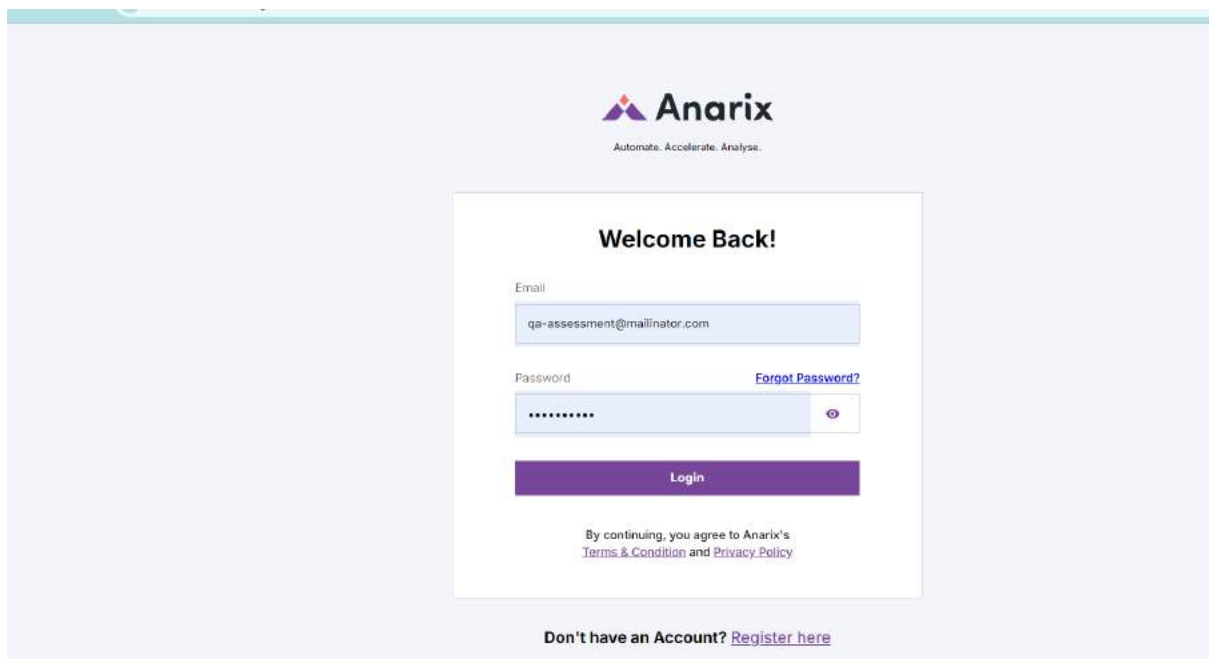 Anarix
Automate. Accelerate. Analyse.
Welcome Back!
Email
qa-assessment@mailinator.com
Password Forgot Password?
••••••••••
Login
By continuing, you agree to Anarix's
Terms & Condition and Privacy Policy
Don't have an Account? Register here